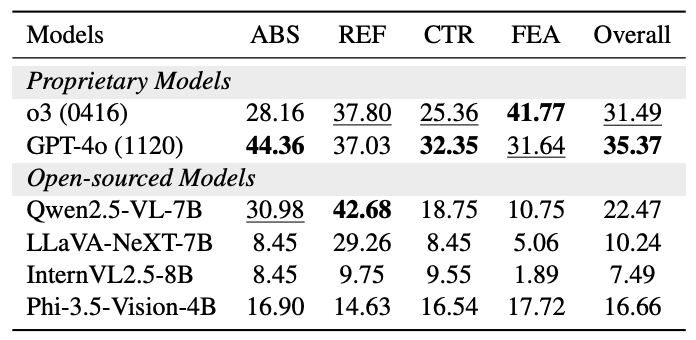 Models ABS REF CTR FEA Overall
Proprietary Models
o3 (0416) 28.16 37.80 25.36 41.77 31.49
GPT-4o (1120) 44.36 37.03 32.35 31.64 35.37
Open-sourced Models
Qwen2.5-VL-7B 30.98 42.68 18.75 10.75 22.47
LLaVA-NeXT-7B 8.45 29.26 8.45 5.06 10.24
InternVL2.5-8B 8.45 9.75 9.55 1.89 7.49
Phi-3.5-Vision-4B 16.90 14.63 16.54 17.72 16.66